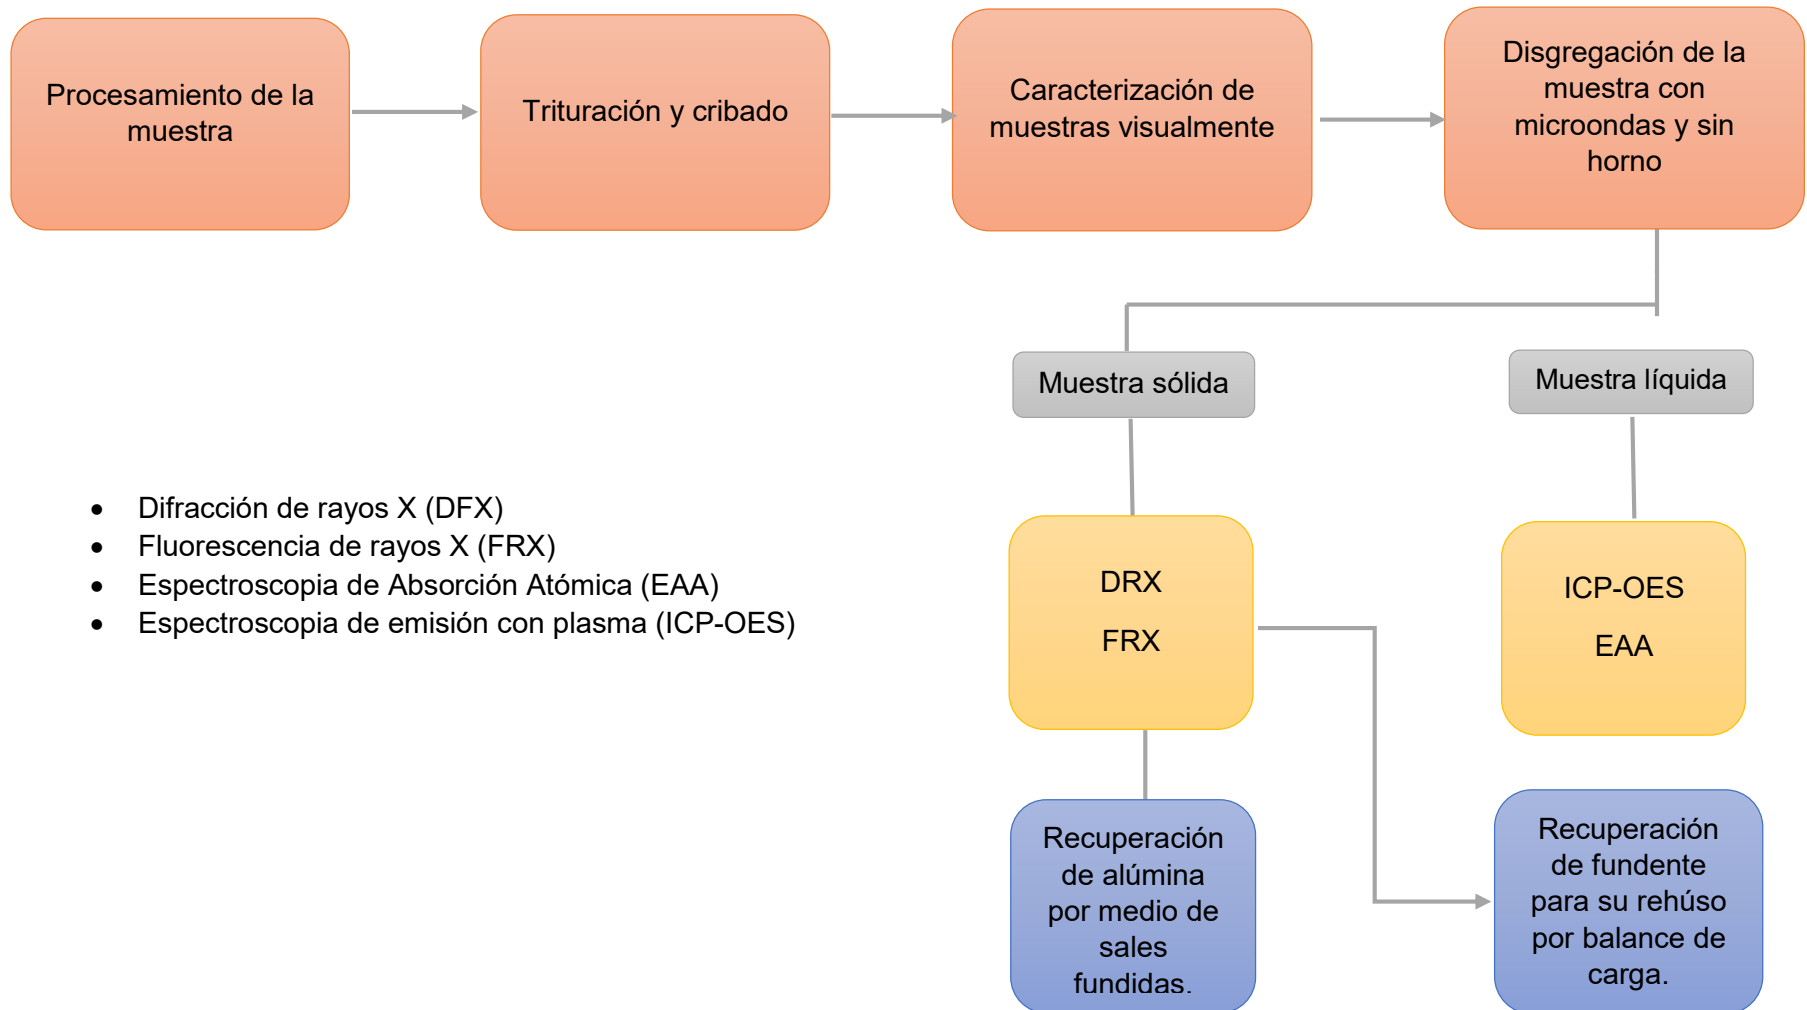 Procesamiento de la
muestra
Trituración y cribado
Caracterización de
muestras visualmente
Disgregación de la
muestra con
microondas y sin
horno
Muestra sólida
Muestra líquida
• Difracción de rayos X (DFX)
• Fluorescencia de rayos X (FRX)
• Espectroscopia de Absorción Atómica (EAA)
• Espectroscopia de emisión con plasma (ICP-OES)
DRX
FRX
ICP-OES
EAA
Recuperación
de alúmina
por medio de
sales
fundidas.
Recuperación
de fundente
para su rehúso
por balance de
carga.